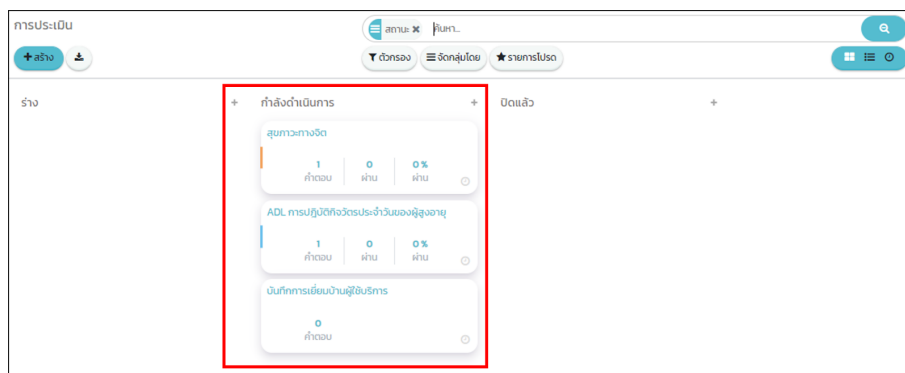 การประเมิน
สถานะ ✖ ค้นหา...
+สร้าง
ตัวกรอง จัดกลุ่มโดย รายการโปรด
ร่าง + กำลังดำเนินการ + ปิดแล้ว +
สุขภาวะทางจิต
1 0 0 %
คำตอบ ผ่าน ผ่าน
ADL การปฎิบัติกิจวัตรประจำวันของผู้สูงอายุ
1 0 0 %
คำตอบ ผ่าน ผ่าน
บันทึกการเยี่ยมบ้านผู้ใช้บริการ
0
คำตอบ